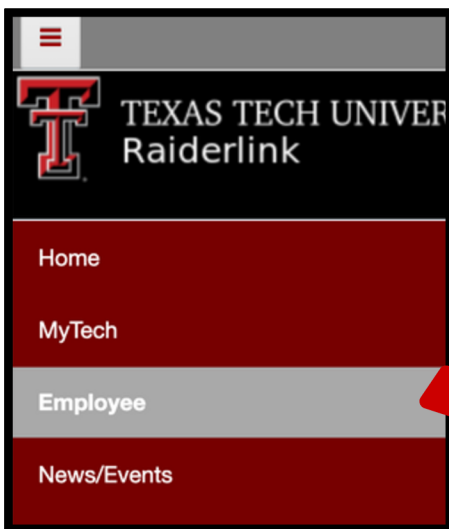 TEXAS TECH UNIVER
Raiderlink
Home
MyTech
Employee
News/Events